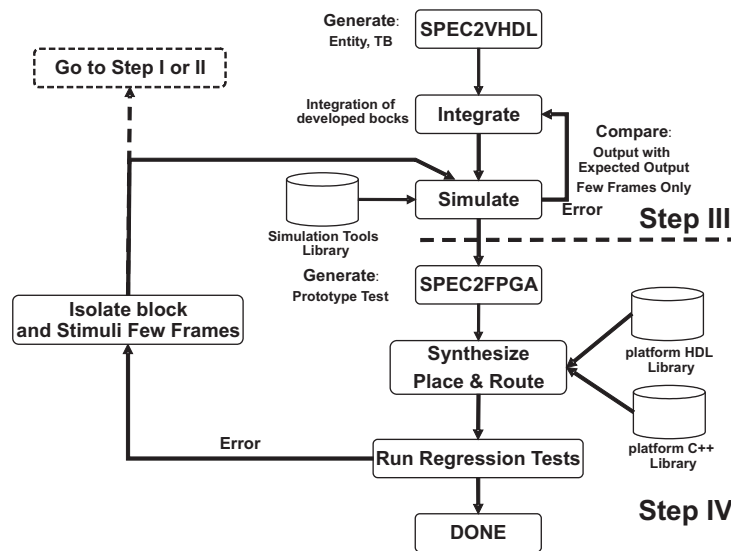 Generate:
Entity, TB
SPEC2VHDL
Go to Step I or II
Integration of
developed bocks
Integrate
Compare:
Output with
Expected Output
Few Frames Only
Simulate
Error
Simulation Tools
Library
Step III
Generate:
Prototype Test
SPEC2FPGA
Isolate block
and Stimuli Few Frames
Synthesize
Place & Route
platform HDL
Library
platform C++
Library
Error
Run Regression Tests
Step IV
DONE